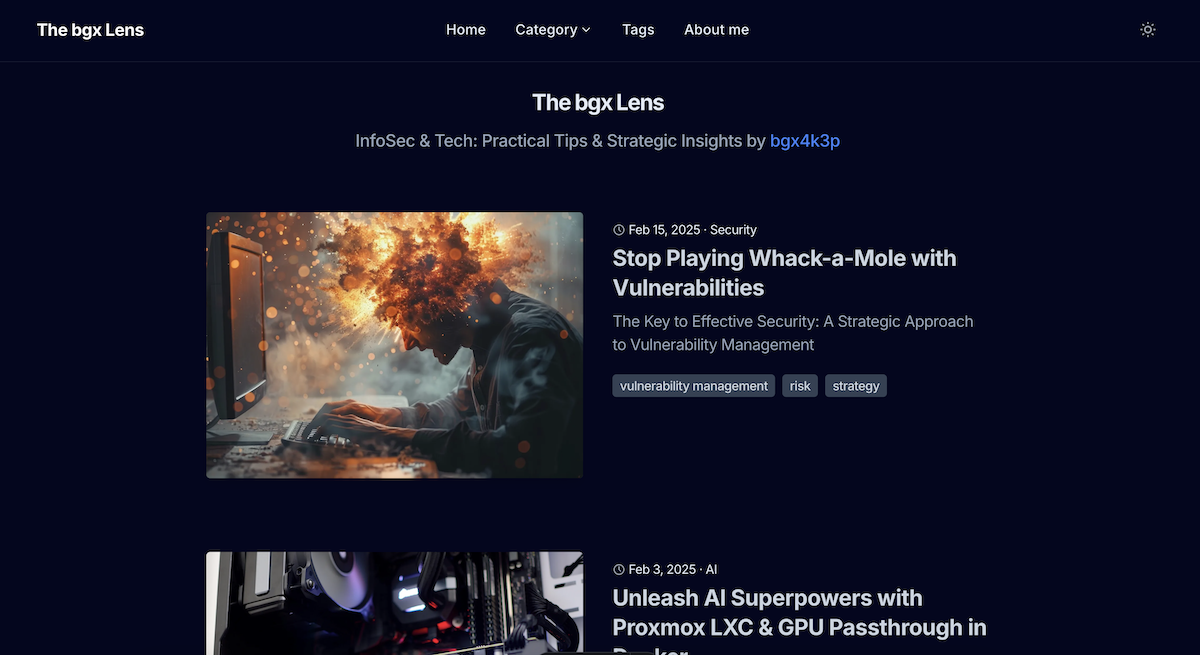 The bgx Lens
Home
Category
Tags
About me
The bgx Lens
InfoSec & Tech: Practical Tips & Strategic Insights by bgx4k3p
Feb 15, 2025 · Security
Stop Playing Whack-a-Mole with
Vulnerabilities
The Key to Effective Security: A Strategic Approach
to Vulnerability Management
vulnerability management
risk
strategy
Feb 3, 2025 · AI
Unleash AI Superpowers with
Proxmox LXC & GPU Passthrough in
Docker